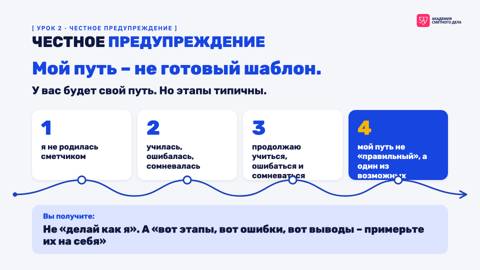 [ УРОК 2 · ЧЕСТНОЕ ПРЕДУПРЕЖДЕНИЕ ]
АКАДЕМИЯ
СМЕТНОГО ДЕЛА
ЧЕСТНОЕ ПРЕДУПРЕЖДЕНИЕ
Мой путь – не готовый шаблон.
У вас будет свой путь. Но этапы типичны.
1
я не родилась
сметчиком
2
училась,
ошибалась,
сомневалась
3
продолжаю
учиться,
ошибаться и
сомневаться
4
мой путь не
«правильный», а
один из
возможных
Вы получите:
Не «делай как я». А «вот этапы, вот ошибки, вот выводы – примерьте
их на себя»